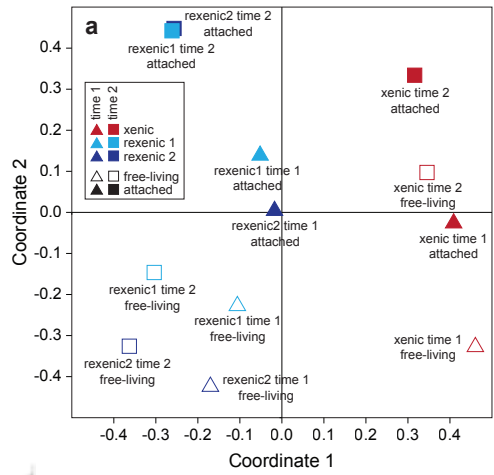 a
rexenic2 time 2
attached
rexenic1 time 2
attached
time 1
time 2
xenic
rexenic 1
rexenic 2
free-living
attached
xenic time 2
attached
rexenic1 time 1
attached
xenic time 2
free-living
rexenic2 time 1
attached
xenic time 1
attached
rexenic1 time 2
free-living
rexenic1 time 1
free-living
xenic time 1
free-living
rexenic2 time 2
free-living
rexenic2 time 1
free-living
Coordinate 2
0.4
0.3
0.2
0.1
0.0
-0.1
-0.2
-0.3
-0.4
-0.4
-0.3
-0.2
-0.1
0.0
0.1
0.2
0.3
0.4
Coordinate 1